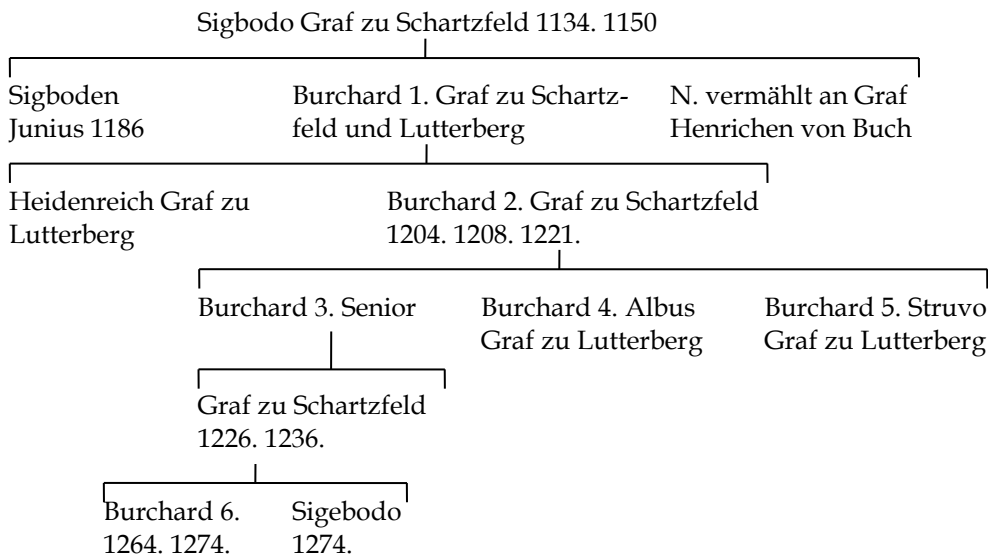 Sigbodo Graf zu Schartzfeld 1134. 1150
Sigboden
Junius 1186
Burchard 1. Graf zu Schartz-
feld und Lutterberg
N. vermählt an Graf
Henrichen von Buch
Heidenreich Graf zu
Lutterberg
Burchard 2. Graf zu Schartzfeld
1204. 1208. 1221.
Burchard 3. Senior
Burchard 4. Albus
Graf zu Lutterberg
Burchard 5. Struvo
Graf zu Lutterberg
Graf zu Schartzfeld
1226. 1236.
Burchard 6.
1264. 1274.
Sigebodo
1274.